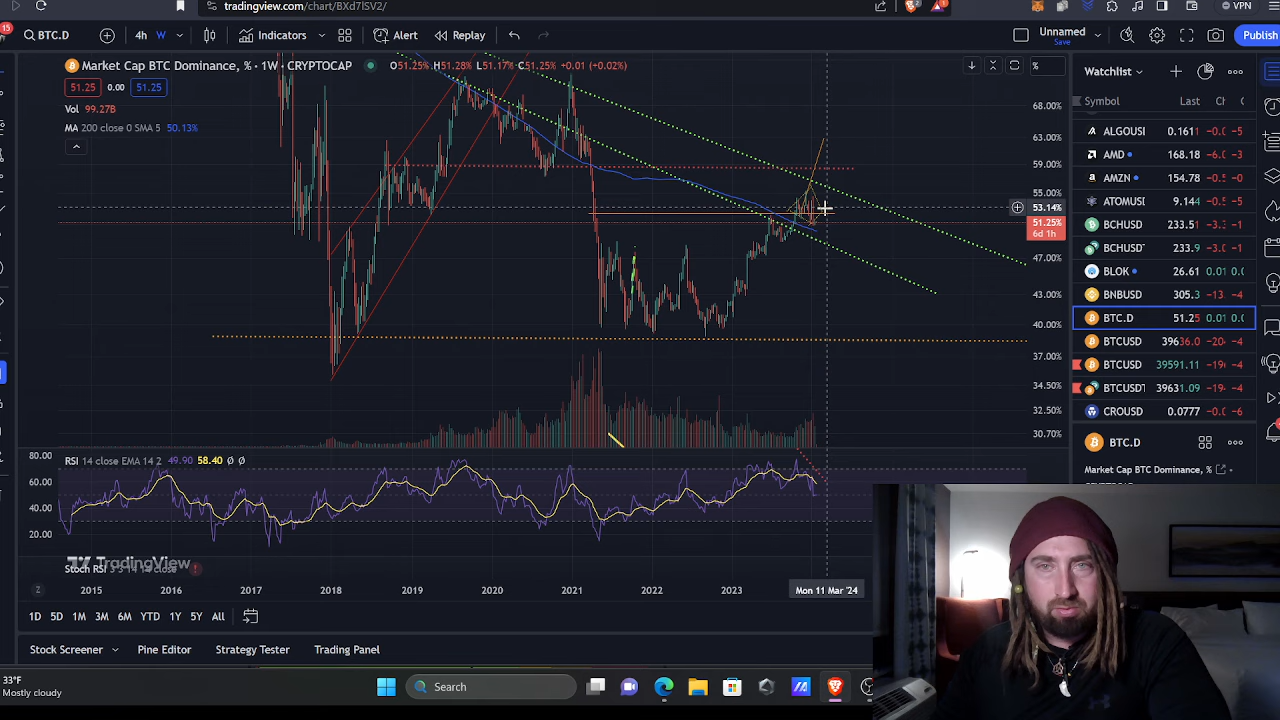 tradingview.com/chart/BXd7lSV2/
VPN
15
BTC.D
4h
W
Indicators
Alert
Replay
Unnamed
Save
Publish
Market Cap BTC Dominance, % · 1W · CRYPTOCAP
O51.25% H51.28% L51.17% C51.25% +0.01 (+0.02%)
51.25 0.00 51.25
Vol 99.27B
MA 200 close 0 SMA 5 50.13%
%
68.00%
63.00%
59.00%
55.00%
53.14%
51.25%
6d 1h
47.00%
43.00%
40.00%
37.00%
34.50%
32.50%
30.70%
RSI 14 close EMA 14 2 49.90 58.40 Ø Ø
80.00
60.00
40.00
20.00
TradingView
Stoch RSI 3 3 14 14 close
2015 2016 2017 2018 2019 2020 2021 2022 2023
Mon 11 Mar '24
Z
1D 5D 1M 3M 6M YTD 1Y 5Y All
Stock Screener
Pine Editor
Strategy Tester
Trading Panel
33°F
Mostly cloudy
Search
Watchlist
Symbol Last
ALGOUSI 0.1611 -0.0 -5
AMD 168.18 -6.0 -3
AMZN 154.78 -0.5 -0
ATOMUSI 9.144 -0.5 -5
BCHUSD 233.51 -3.0
BCHUSDT 233.9 -3.0
BLOK 26.61 0.01 0.0
BNBUSD 305.3 -13. -4
BTC.D 51.25 0.01 0.0
BTCUSD 39636.0 -20 -4
BTCUSD 39591.11 -19 -4
BTCUSDT 39631.09 -19 -4
CROUSD 0.0777 -0.0 -6
BTC.D
Market Cap BTC Dominance, %